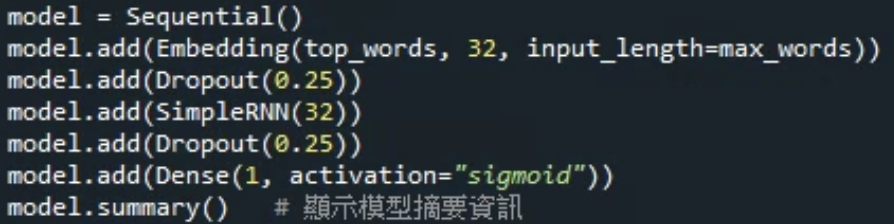 model = Sequential()
model.add(Embedding(top_words, 32, input_length=max_words))
model.add(Dropout(0.25))
model.add(SimpleRNN(32))
model.add(Dropout(0.25))
model.add(Dense(1, activation="sigmoid"))
model.summary()   # 顯示模型摘要資訊